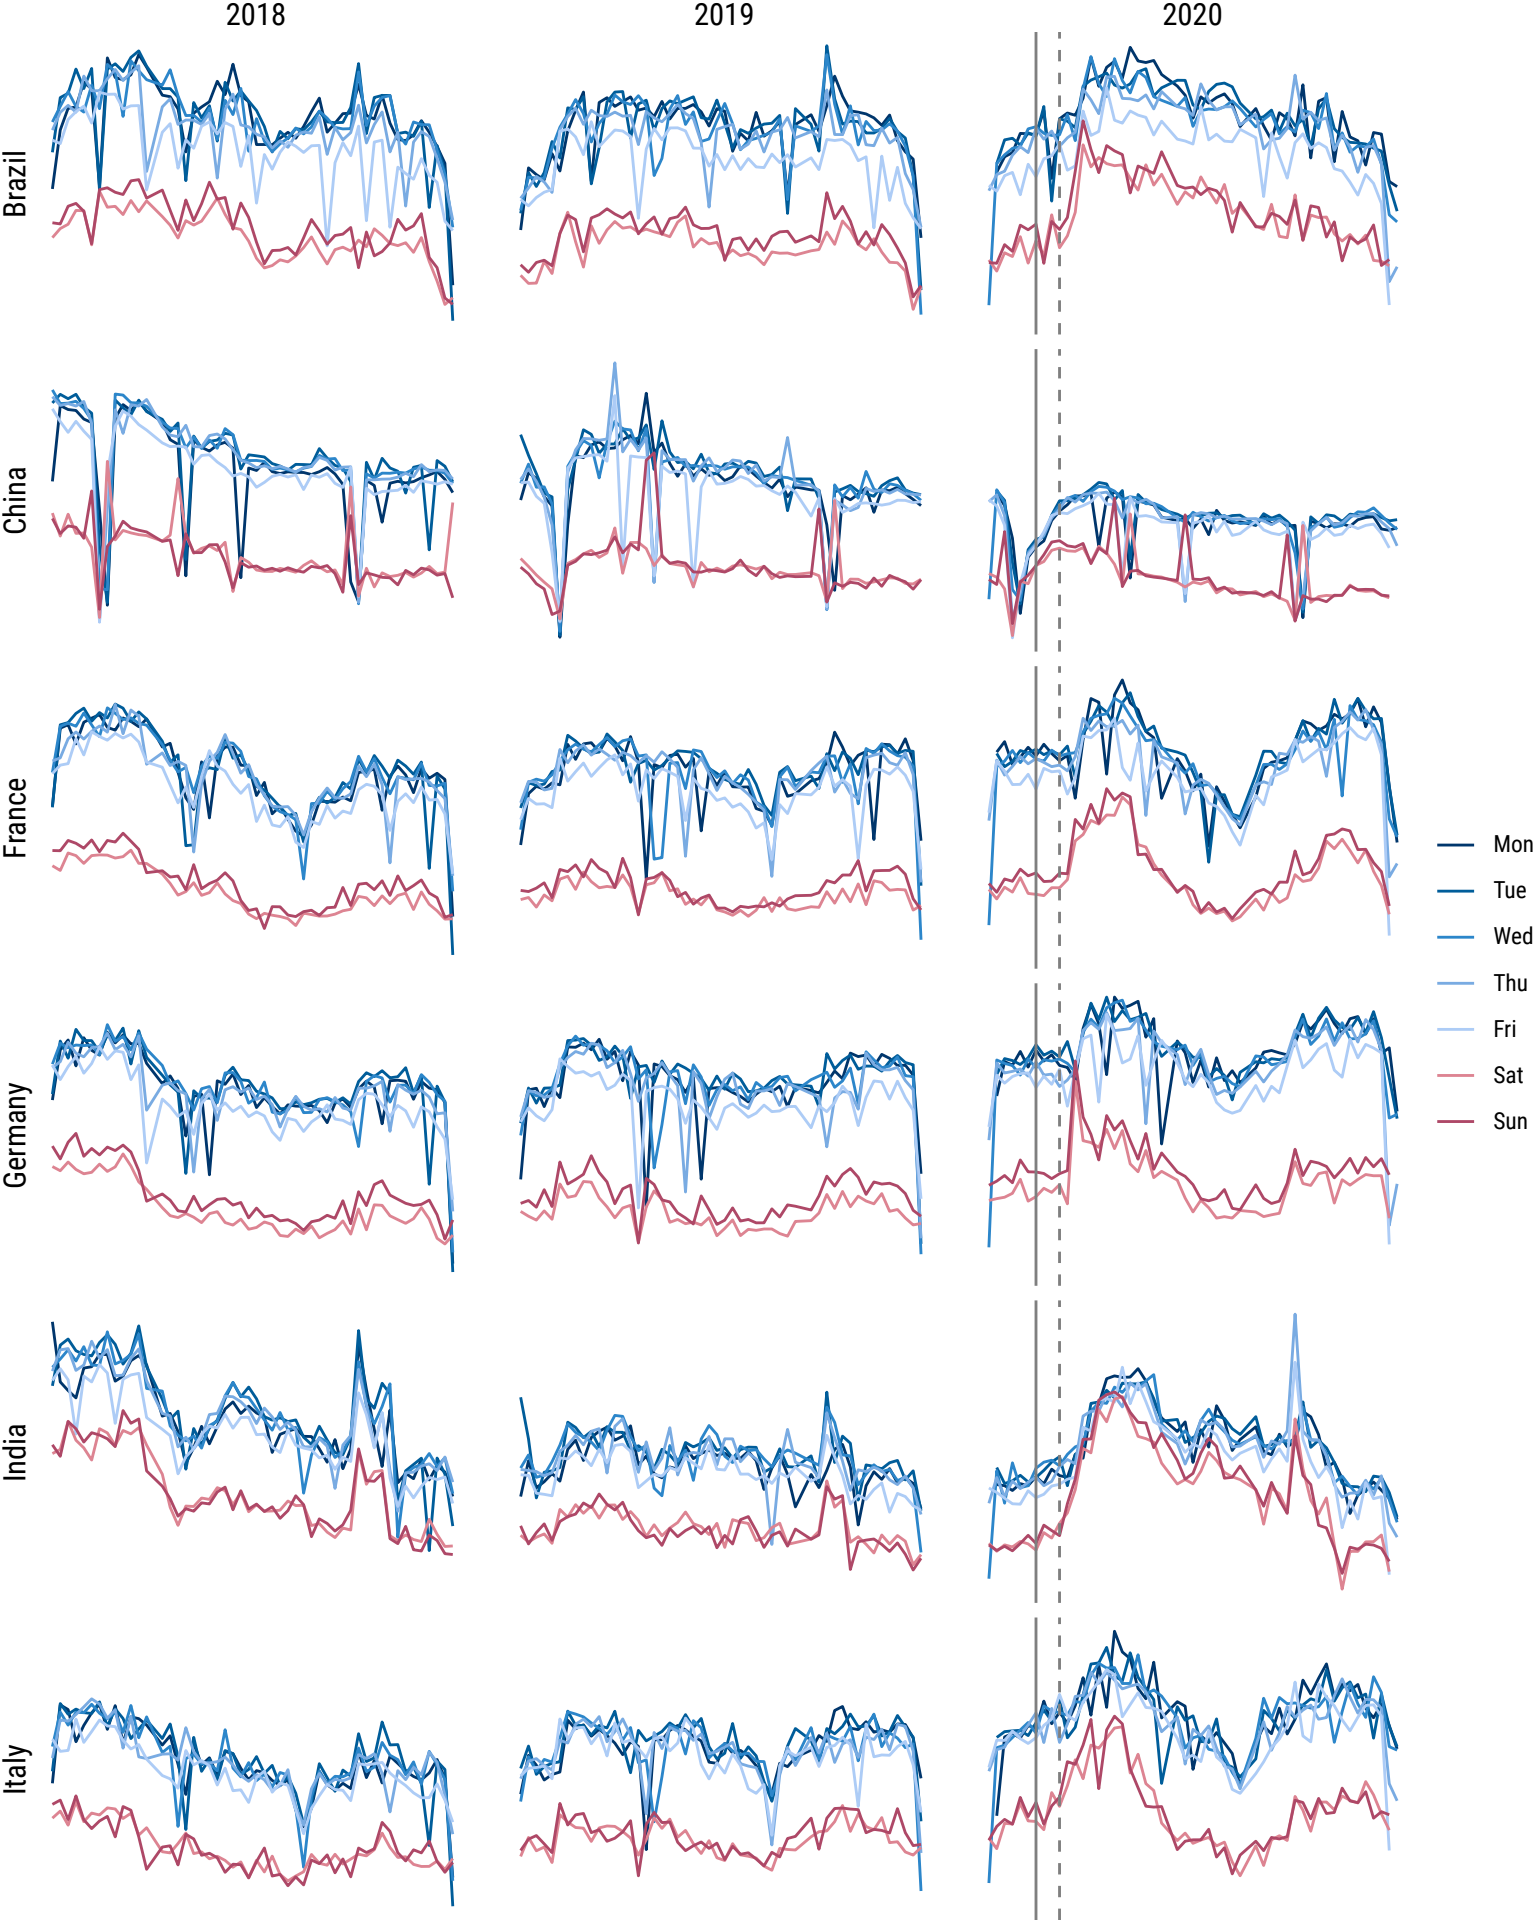 2018
2019
2020
Brazil
China
France
Germany
India
Italy
Mon
Tue
Wed
Thu
Fri
Sat
Sun